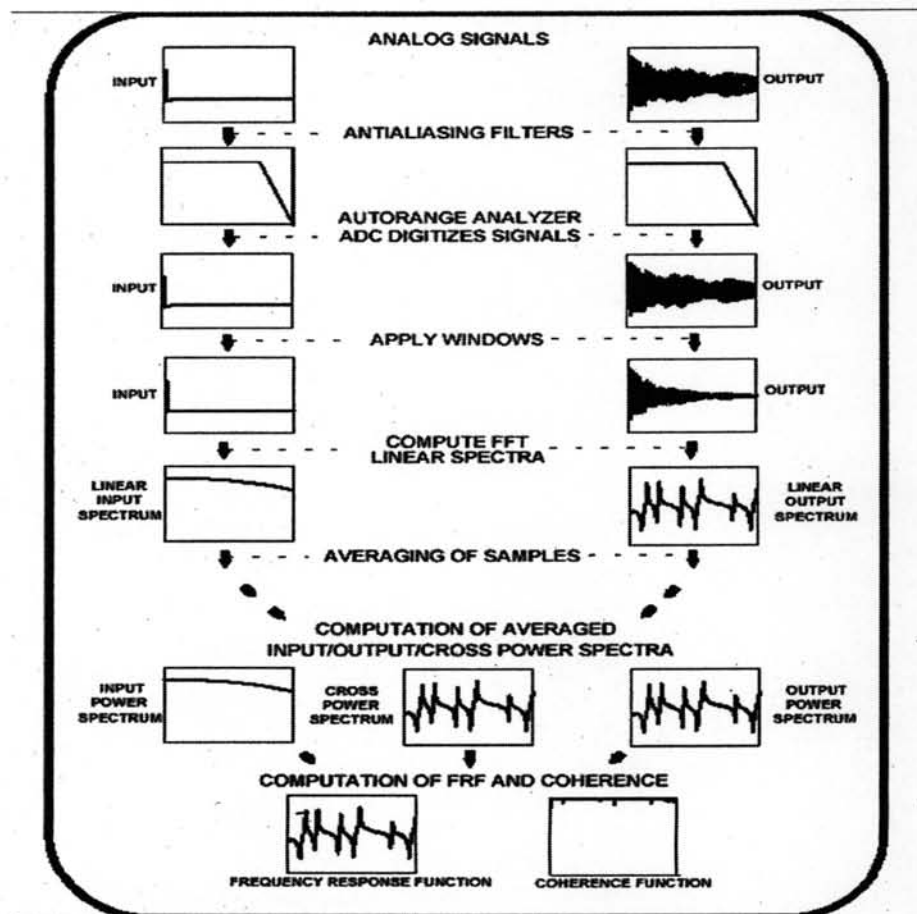 ANALOG SIGNALS
INPUT
OUTPUT
ANTIALIASING FILTERS
AUTORANGE ANALYZER
ADC DIGITIZES SIGNALS
INPUT
OUTPUT
APPLY WINDOWS
INPUT
OUTPUT
COMPUTE FFT
LINEAR SPECTRA
LINEAR
INPUT
SPECTRUM
LINEAR
OUTPUT
SPECTRUM
AVERAGING OF SAMPLES
COMPUTATION OF AVERAGED
INPUT/OUTPUT/CROSS POWER SPECTRA
INPUT
POWER
SPECTRUM
CROSS
POWER
SPECTRUM
OUTPUT
POWER
SPECTRUM
COMPUTATION OF FRF AND COHERENCE
FREQUENCY RESPONSE FUNCTION
COHERENCE FUNCTION